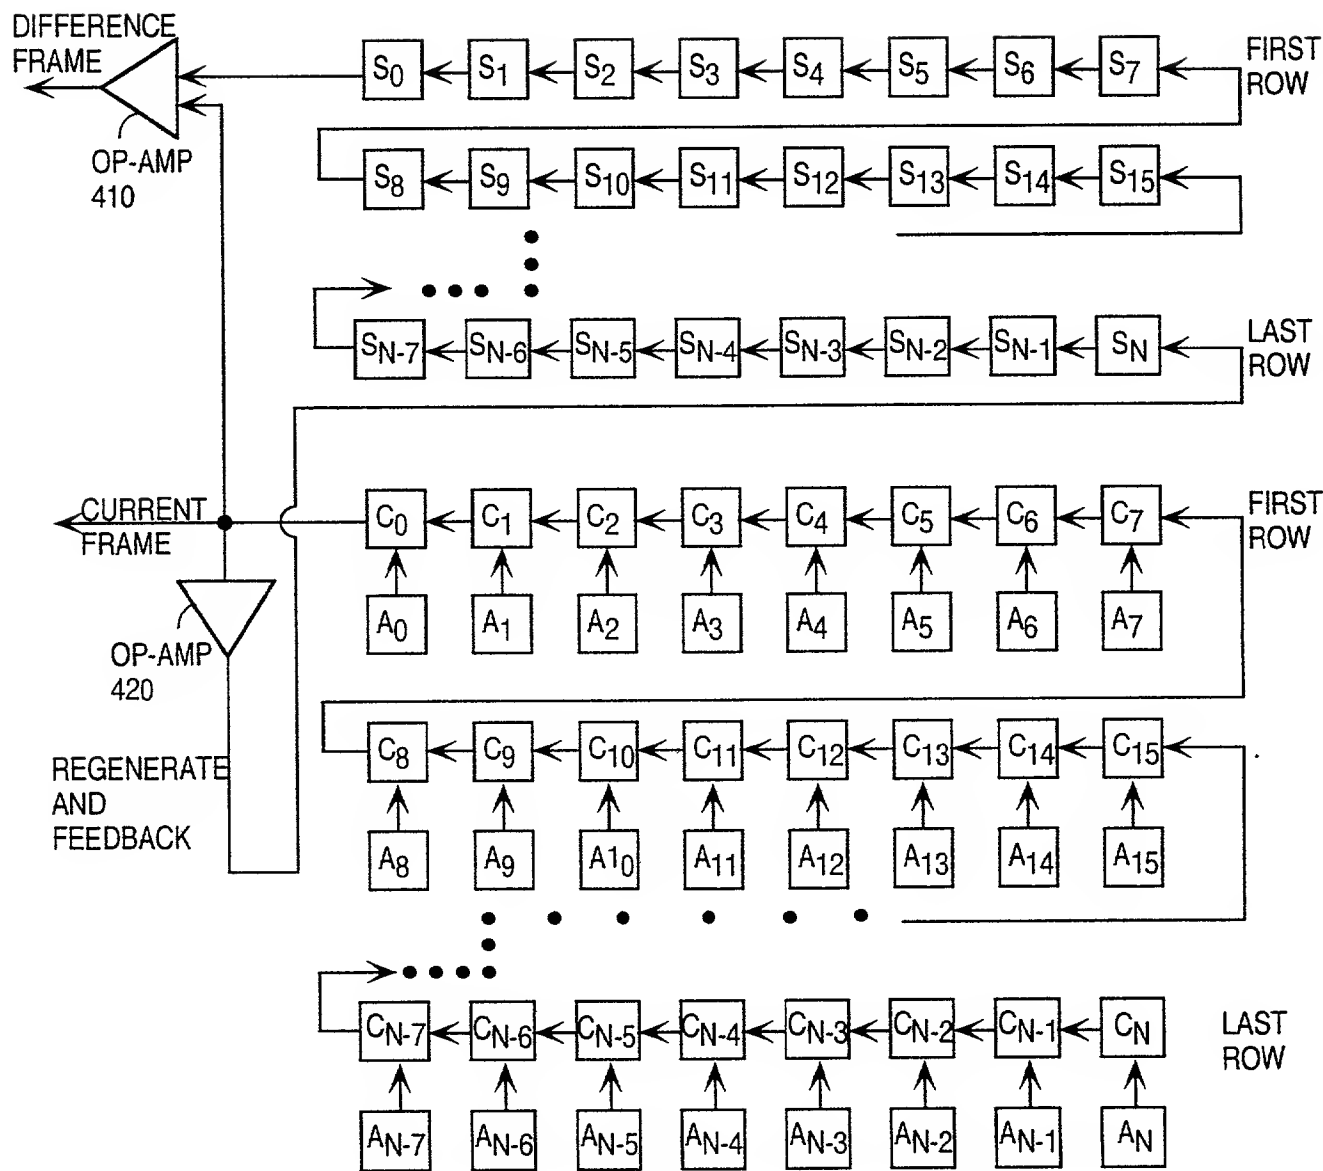 DIFFERENCE
FRAME
S0 S1 S2 S3 S4 S5 S6 S7
FIRST
ROW
OP-AMP
410
S8 S9 S10 S11 S12 S13 S14 S15
SN-7 SN-6 SN-5 SN-4 SN-3 SN-2 SN-1 SN
LAST
ROW
CURRENT
FRAME
C0 C1 C2 C3 C4 C5 C6 C7
FIRST
ROW
A0 A1 A2 A3 A4 A5 A6 A7
OP-AMP
420
C8 C9 C10 C11 C12 C13 C14 C15
REGENERATE
AND
FEEDBACK
A8 A9 A10 A11 A12 A13 A14 A15
CN-7 CN-6 CN-5 CN-4 CN-3 CN-2 CN-1 CN
LAST
ROW
AN-7 AN-6 AN-5 AN-4 AN-3 AN-2 AN-1 AN